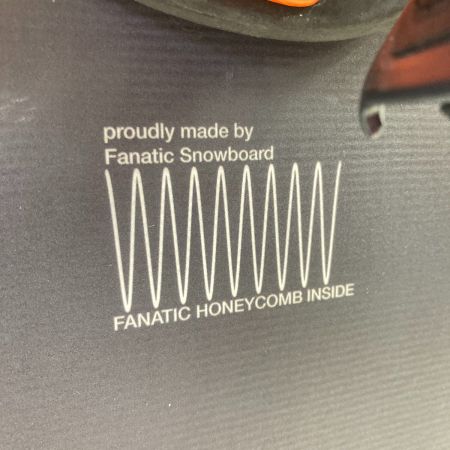 proudly made by
Fanatic Snowboard
FANATIC HONEYCOMB INSIDE